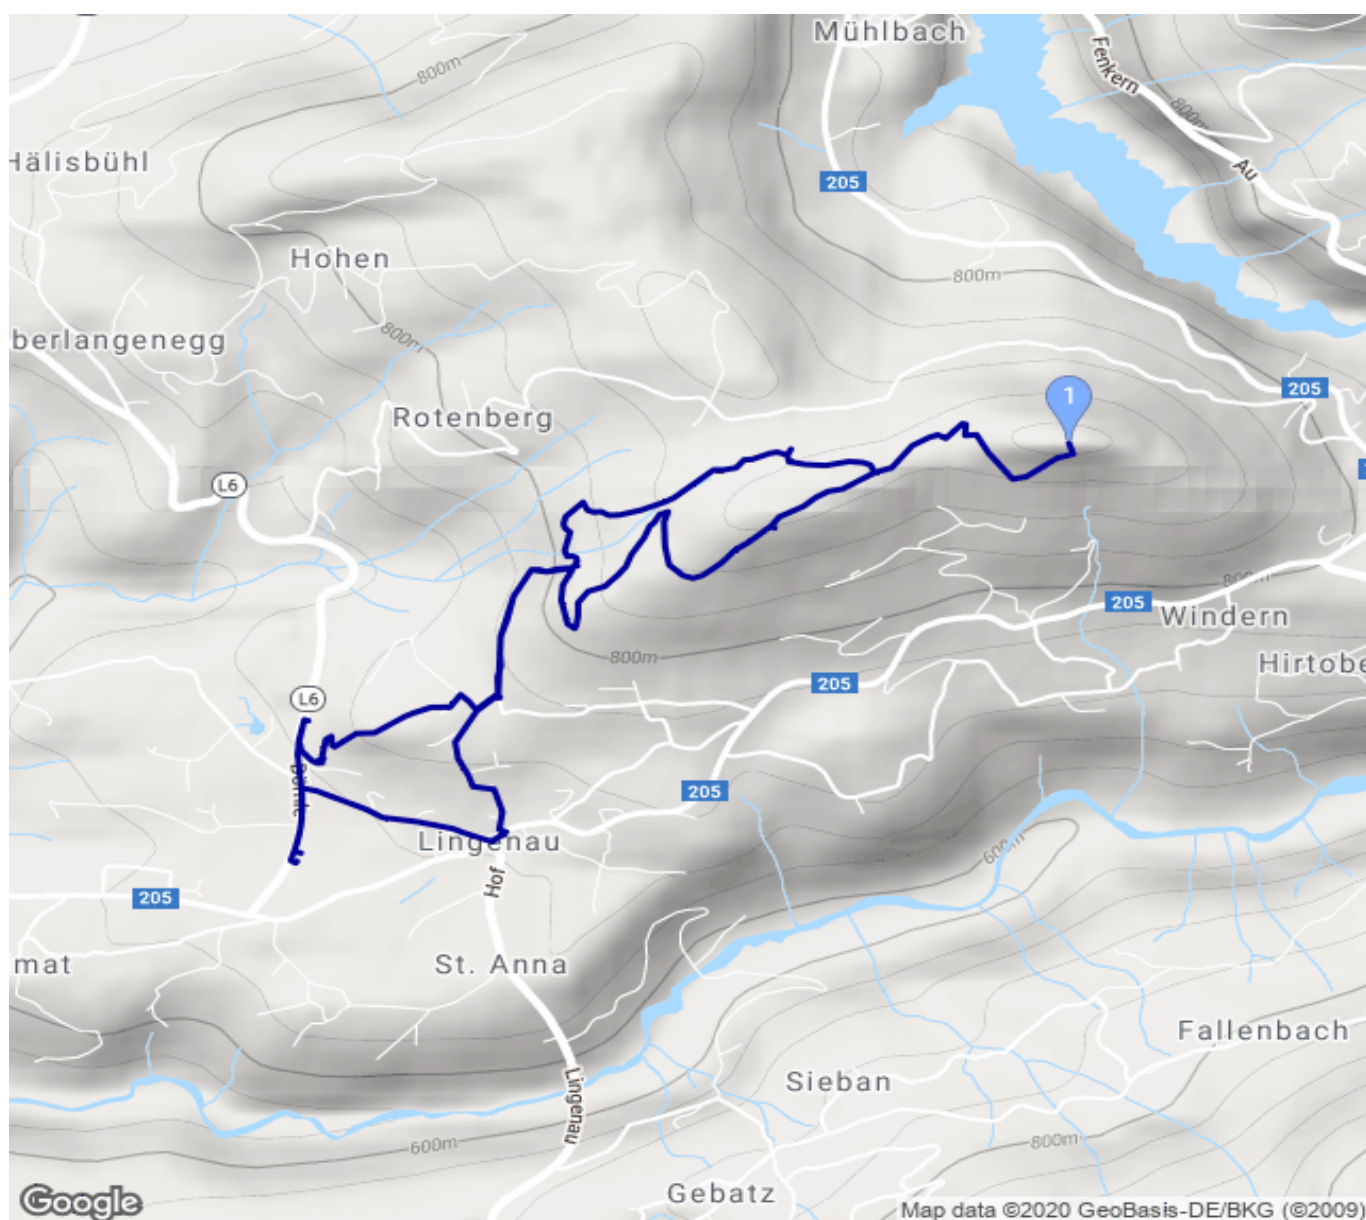 Mühlbach
Fenkern
800m
800m
Hälisbühl
205
Au
Hohen
800m
800m
berlangenegg
205
Rotenberg
1
L6
800m
205
Windern
800m
Hirtobe
205
L6
205
Lingenau
Hof
600m
205
mat
St. Anna
Fallenbach
Lingenau
Sieban
600m
800m
Gebatz
Google
Map data ©2020 GeoBasis-DE/BKG (©2009)